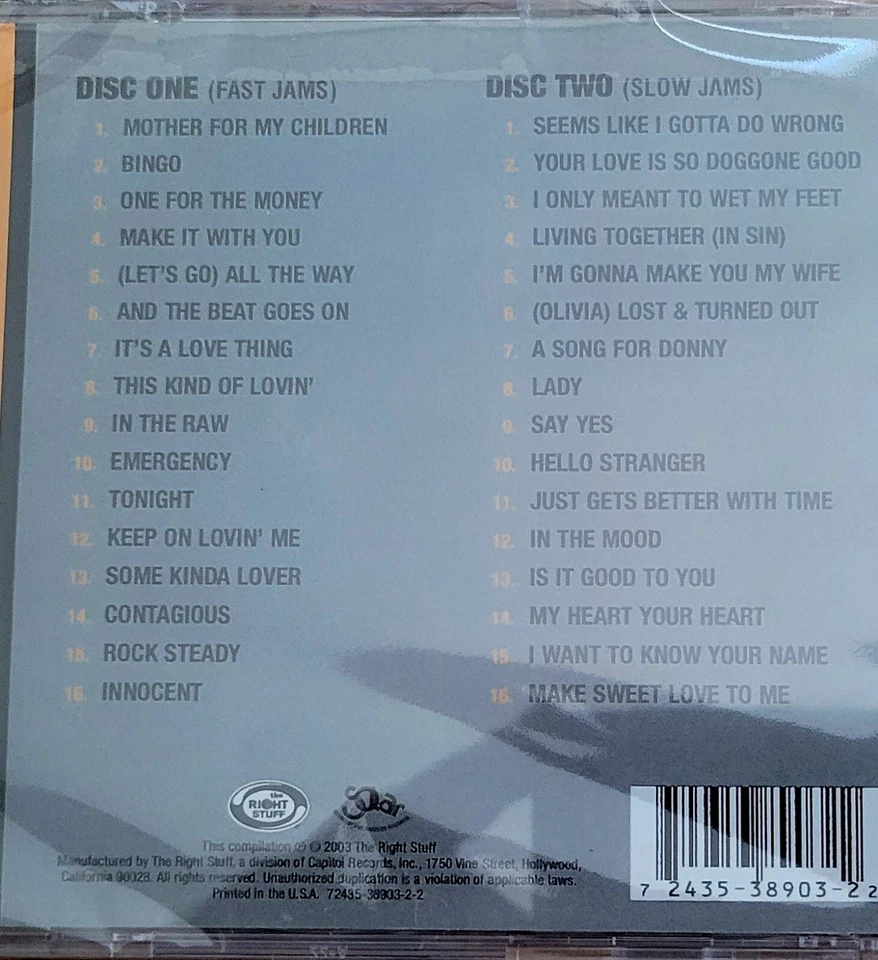 DISC ONE (FAST JAMS)
1. MOTHER FOR MY CHILDREN
2. BINGO
3. ONE FOR THE MONEY
4. MAKE IT WITH YOU
5. (LET'S GO) ALL THE WAY
6. AND THE BEAT GOES ON
7. IT'S A LOVE THING
8. THIS KIND OF LOVIN'
9. IN THE RAW
10. EMERGENCY
11. TONIGHT
12. KEEP ON LOVIN' ME
13. SOME KINDA LOVER
14. CONTAGIOUS
15. ROCK STEADY
16. INNOCENT
DISC TWO (SLOW JAMS)
1. SEEMS LIKE I GOTTA DO WRONG
2. YOUR LOVE IS SO DOGGONE GOOD
3. I ONLY MEANT TO WET MY FEET
4. LIVING TOGETHER (IN SIN)
5. I'M GONNA MAKE YOU MY WIFE
6. (OLIVIA) LOST & TURNED OUT
7. A SONG FOR DONNY
8. LADY
9. SAY YES
10. HELLO STRANGER
11. JUST GETS BETTER WITH TIME
12. IN THE MOOD
13. IS IT GOOD TO YOU
14. MY HEART YOUR HEART
15. I WANT TO KNOW YOUR NAME
16. MAKE SWEET LOVE TO ME
the
RIGHT
STUFF
Solar
This compilation ℗ © 2003 The Right Stuff
Manufactured by The Right Stuff, a division of Capitol Records, Inc., 1750 Vine Street, Hollywood,
California 90028. All rights reserved. Unauthorized duplication is a violation of applicable laws.
Printed in the U.S.A. 72435-38903-2-2
7 2435-38903-2 2